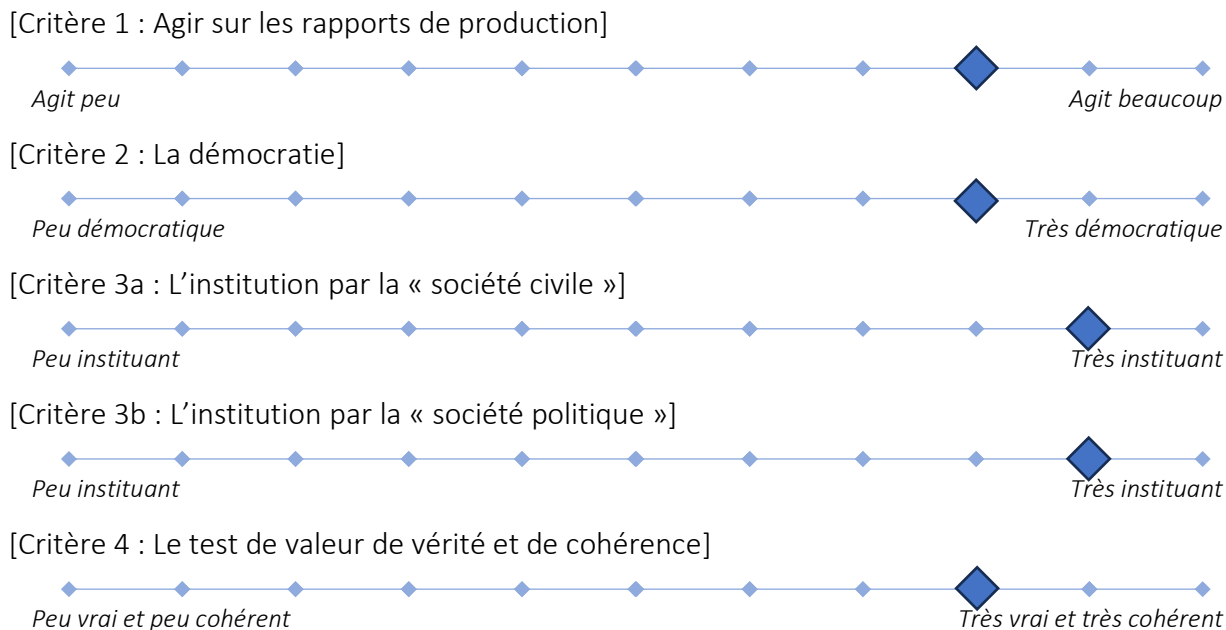 [Critère 1 : Agir sur les rapports de production]
Agit peu
Agit beaucoup
[Critère 2 : La démocratie]
Peu démocratique
Très démocratique
[Critère 3a : L’institution par la « société civile »]
Peu instituant
Très instituant
[Critère 3b : L’institution par la « société politique »]
Peu instituant
Très instituant
[Critère 4 : Le test de valeur de vérité et de cohérence]
Peu vrai et peu cohérent
Très vrai et très cohérent